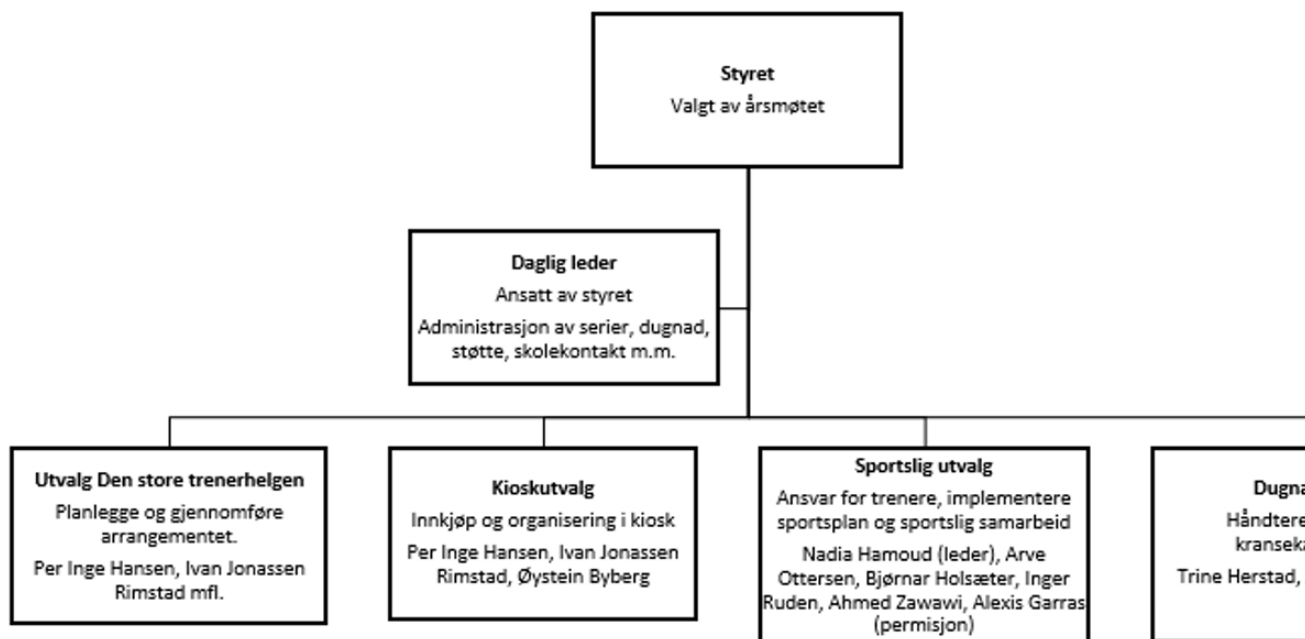 Styret
Valgt av årsmøtet
Daglig leder
Ansatt av styret
Administrasjon av serier, dugnad,
støtte, skolekontakt m.m.
Utvalg Den store trenerhelgen
Planlegge og gjennomføre
arrangementet.
Per Inge Hansen, Ivan Jonassen
Rimstad mfl.
Kioskutvalg
Innkjøp og organisering i kiosk
Per Inge Hansen, Ivan Jonassen
Rimstad, Øystein Byberg
Sportslig utvalg
Ansvar for trenere, implementere
sportsplan og sportslig samarbeid
Nadia Hamoud (leder), Arve
Ottersen, Bjørnar Holsæter, Inger
Ruden, Ahmed Zawawi, Alexis Garras
(permisjon)
Trine Herstad,